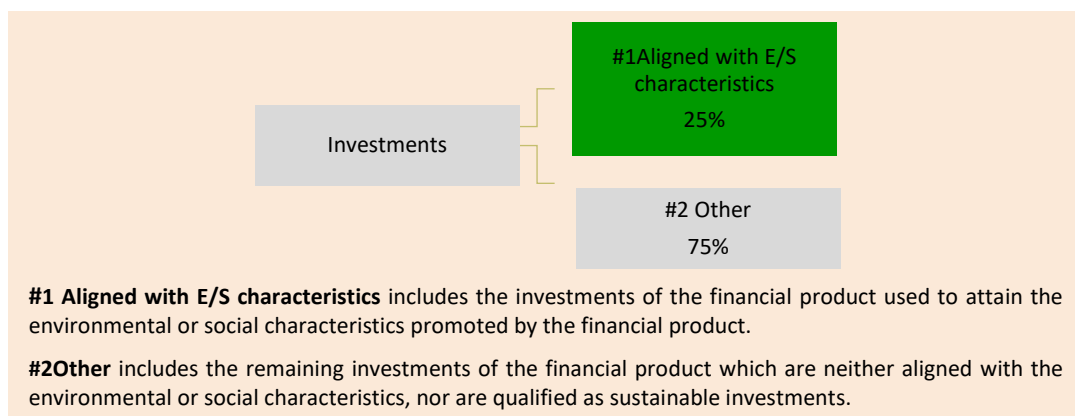 #1Aligned with E/S
characteristics
25%
Investments
#2 Other
75%
#1 Aligned with E/S characteristics includes the investments of the financial product used to attain the
environmental or social characteristics promoted by the financial product.
#2Other includes the remaining investments of the financial product which are neither aligned with the
environmental or social characteristics, nor are qualified as sustainable investments.